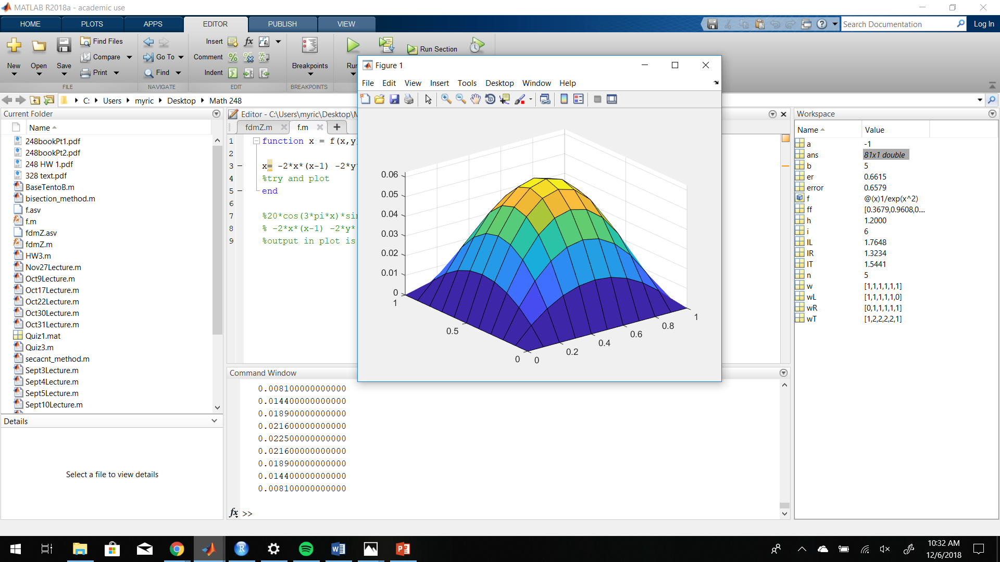 MATLAB R2018a - academic use
HOME PLOTS APPS EDITOR PUBLISH VIEW
Search Documentation
Log In
New
Open
Save
Find Files
Compare
Print
FILE
Go To
Find
NAVIGATE
Insert
Comment
Indent
EDIT
Breakpoints
BREAKPOINTS
Run
Run Section
C: Users myric Desktop Math 248
Current Folder
Name
248bookPt1.pdf
248bookPt2.pdf
248 HW 1.pdf
328 text.pdf
BaseTentoB.m
bisection_method.m
f.asv
f.m
fdmZ.asv
fdmZ.m
HW3.m
Nov27Lecture.m
Oct9Lecture.m
Oct17Lecture.m
Oct22Lecture.m
Oct30Lecture.m
Oct31Lecture.m
Quiz1.mat
Quiz3.m
secacnt_method.m
Sept3Lecture.m
Sept4Lecture.m
Sept5Lecture.m
Sept10Lecture.m
Details
Select a file to view details
Editor - C:\Users\myric\Desktop\M
fdmZ.m f.m
1 function x = f(x,y
2
3 x= -2*x*(x-1) -2*y
4 %try and plot
5 end
6
7 %20*cos(3*pi*x)*sin
8 % -2*x*(x-1) -2*y*
9 %output in plot is
Figure 1
File Edit View Insert Tools Desktop Window Help
0.06
0.05
0.04
0.03
0.02
0.01
0
1
0.5
0
0
0.2
0.4
0.6
0.8
1
Command Window
0.008100000000000
0.014400000000000
0.018900000000000
0.021600000000000
0.022500000000000
0.021600000000000
0.018900000000000
0.014400000000000
0.008100000000000
fx >>
Workspace
Name Value
a -1
ans 81x1 double
b 5
er 0.6615
error 0.6579
f @(x)1/exp(x^2)
ff [0.3679,0.9608,0....
h 1.2000
i 6
IL 1.7648
IR 1.3234
IT 1.5441
n 5
w [1,1,1,1,1,1]
wL [1,1,1,1,1,0]
wR [0,1,1,1,1,1]
wT [1,2,2,2,2,1]
10:32 AM
12/6/2018